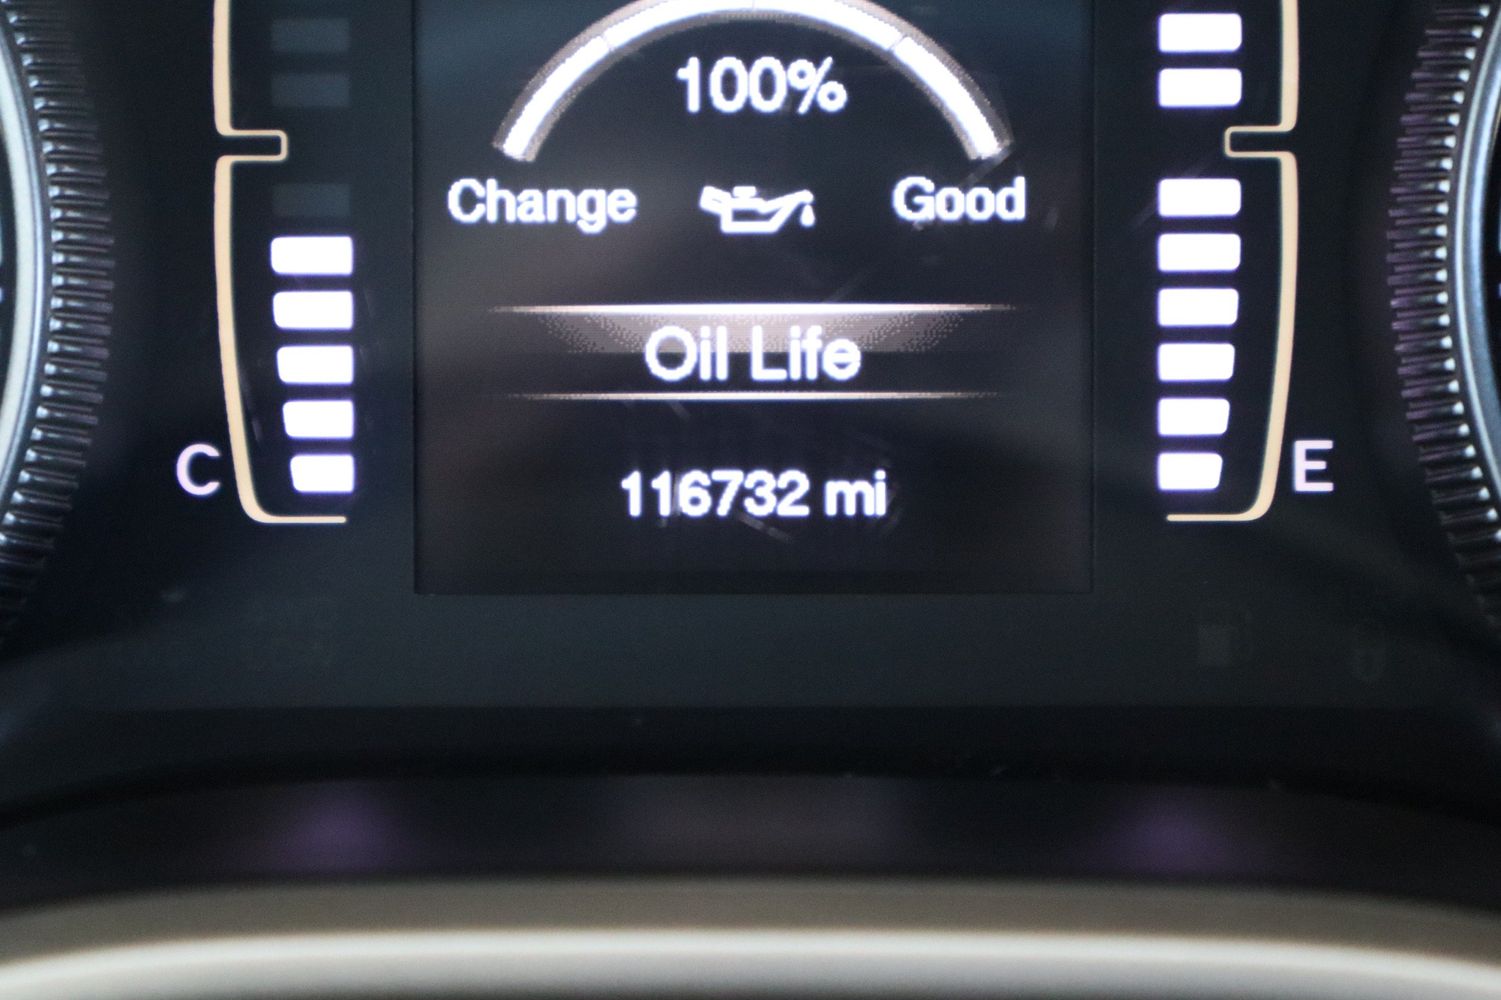 100%
Change Good
Oil Life
C E
116732 mi